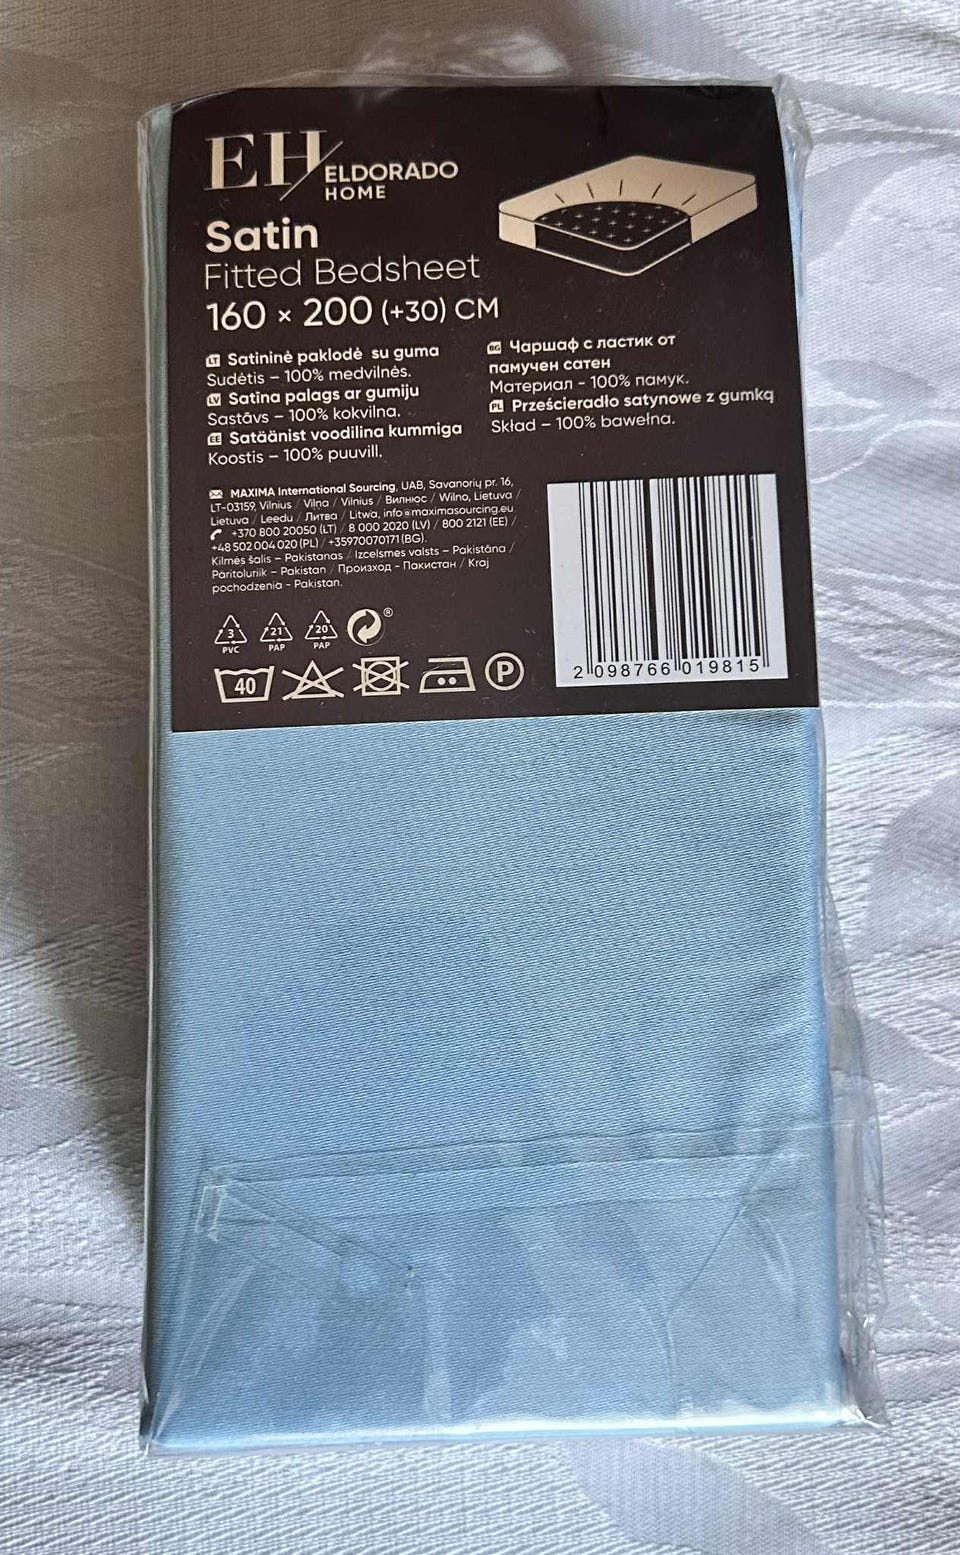 EH ELDORADO
HOME
Satin
Fitted Bedsheet
160 × 200 (+30) CM
LT Satininė paklodė su guma
Sudėtis – 100% medvilnės.
LV Satina palags ar gumiju
Sastāvs – 100% kokvilna.
EE Satäänist voodilina kummiga
Koostis – 100% puuvill.
BG Чаршаф с ластик от
памучен сатен
Материал - 100% памук.
PL Prześcieradło satynowe z gumką
Skład – 100% bawełna.
MAXIMA International Sourcing, UAB, Savanorių pr. 16,
LT-03159, Vilnius / Viļņa / Vilnius / Вилнюс / Wilno, Lietuva /
Lietuva / Leedu / Литва / Litwa, info@maximasourcing.eu
+370 800 20050 (LT) / 8 000 2020 (LV) / 800 2121 (EE) /
+48 502 004 020 (PL) / +35970070171 (BG).
Kilmės šalis – Pakistanas / Izcelsmes valsts – Pakistāna /
Päritoluriik – Pakistan / Произход - Пакистан / Kraj
pochodzenia - Pakistan.
3 21 20 ®
PVC PAP PAP
40 P
2 098766 019815